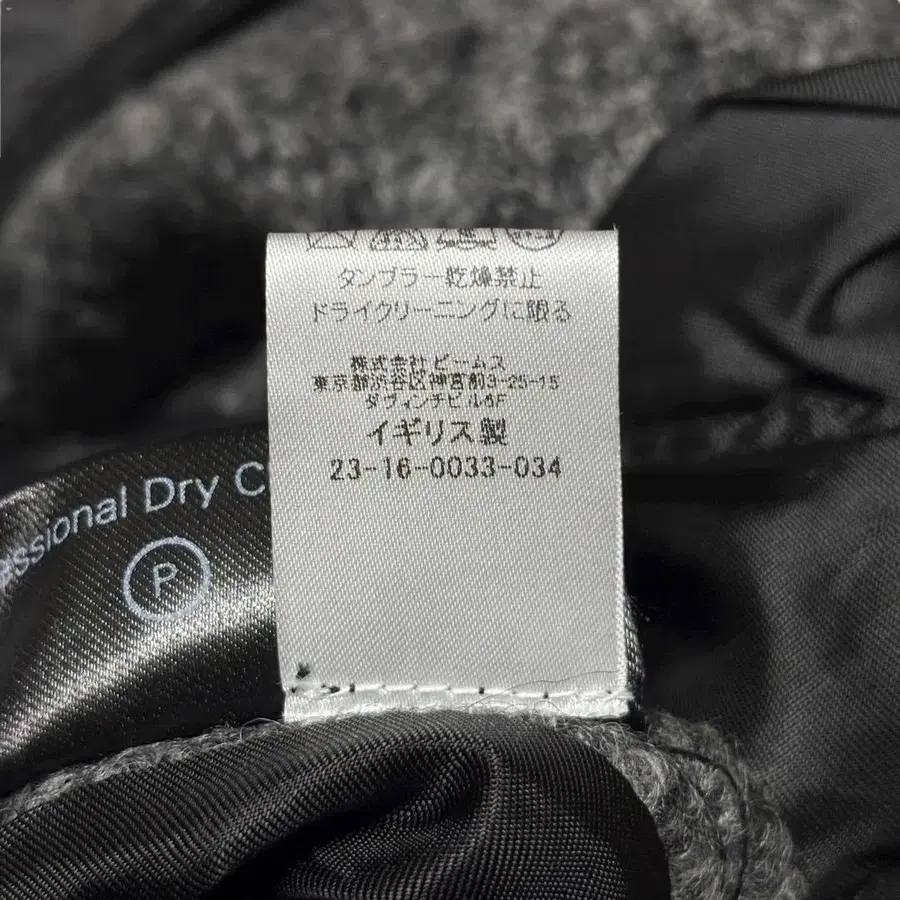 タンブラー乾燥禁止
ドライクリーニングに限る
株式会社ビームス
東京都渋谷区神宮前3-25-15
ダヴィンチビル6F
イギリス製
23-16-0033-034
essional Dry C
P